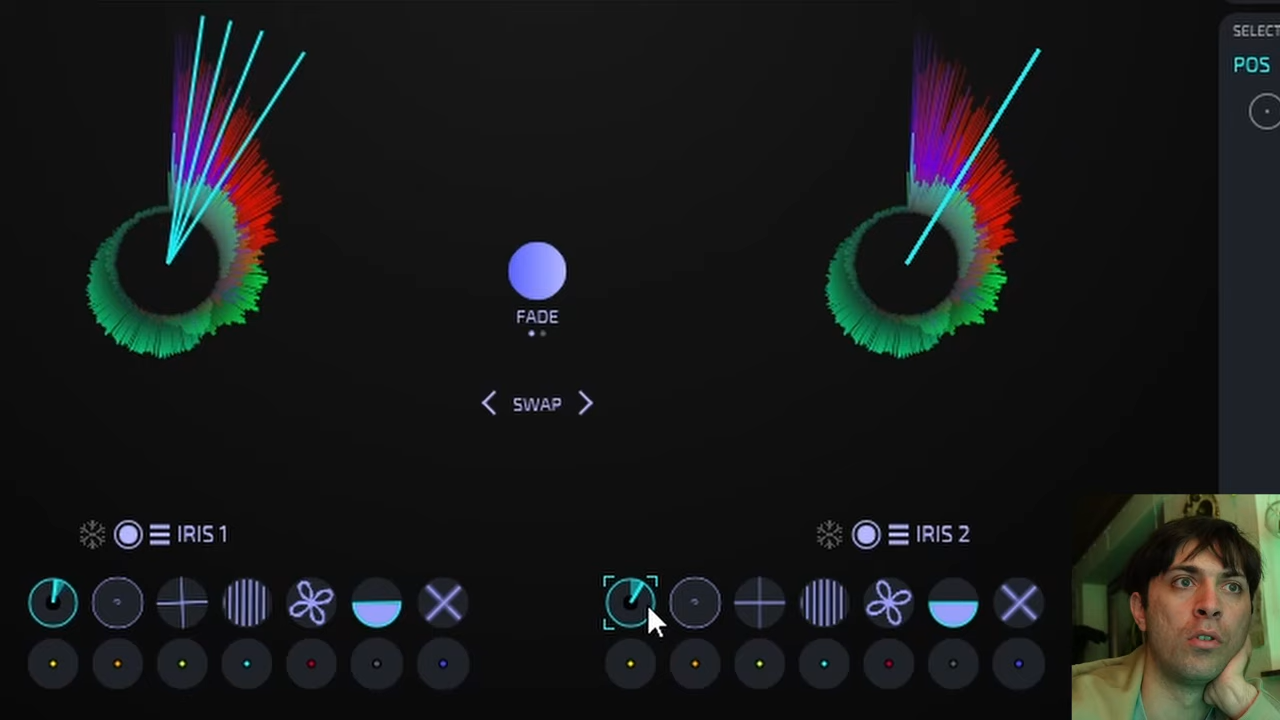 SELECT
POS
FADE
SWAP
IRIS 1
IRIS 2